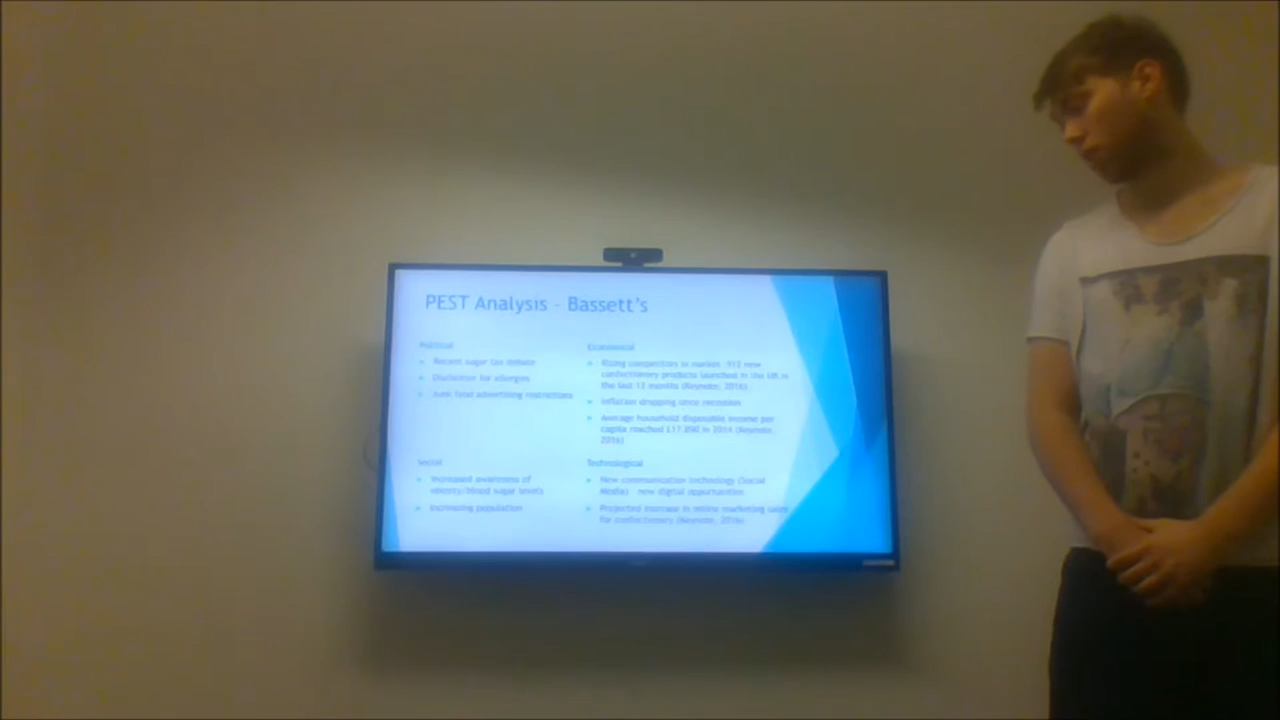 PEST Analysis – Bassett's
Political
Recent sugar tax debate
Disclaimer for allergies
Junk food advertising restrictions
Economical
Rising competitors in market 912 new
confectionery products launched in the UK in
the last 12 months (Keynote, 2016)
Inflation dropping since recession
Average household disposable income per
capita reached £17,890 in 2014 (Keynote,
2016)
Social
Increased awareness of
obesity/blood sugar levels
Increasing population
Technological
New communication technology (Social
Media) new digital opportunities
Projected increase in online marketing sales
for confectionery (Keynote, 2016)